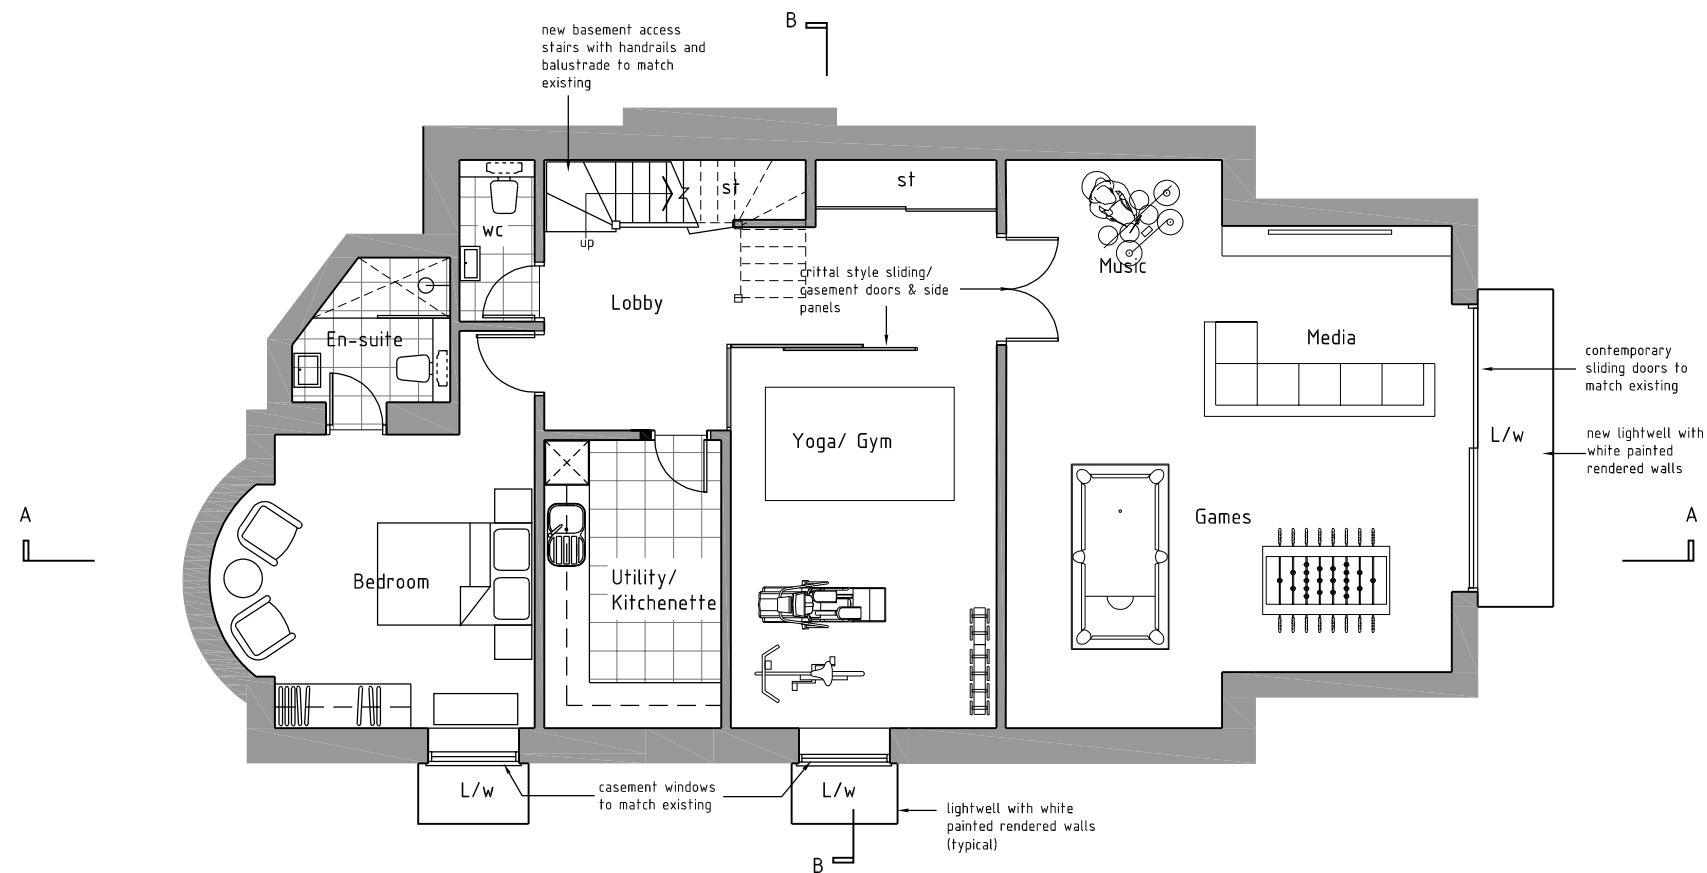 B
new basement access
stairs with handrails and
balustrade to match
existing
st
st
wc
up
Music
crittal style sliding/
casement doors & side
panels
Lobby
En-suite
Media
contemporary
sliding doors to
match existing
L/w
new lightwell with
white painted
rendered walls
Yoga/ Gym
A
Games
A
Bedroom
Utility/
Kitchenette
L/w
casement windows
to match existing
L/w
lightwell with white
painted rendered walls
(typical)
B